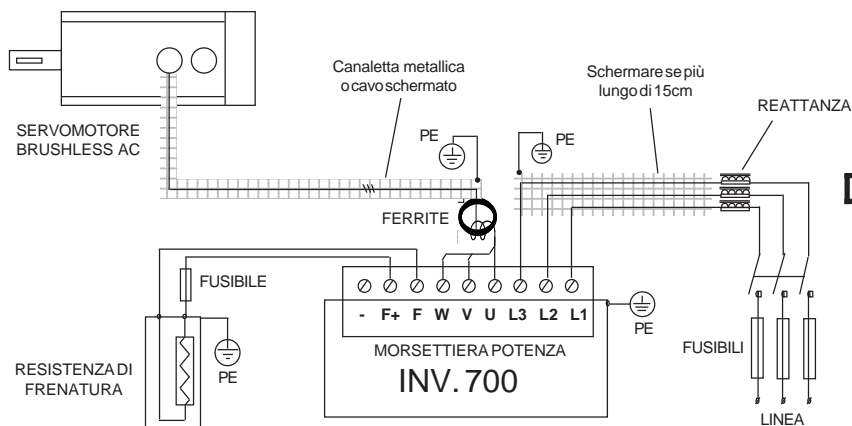 Canaletta metallica
o cavo schermato
Schermare se più
lungo di 15cm
REATTANZA
SERVOMOTORE
BRUSHLESS AC
PE
PE
FERRITE
FUSIBILE
- F+ F W V U L3 L2 L1
PE
MORSETTIERA POTENZA
INV. 700
FUSIBILI
RESISTENZA DI
FRENATURA
PE
LINEA